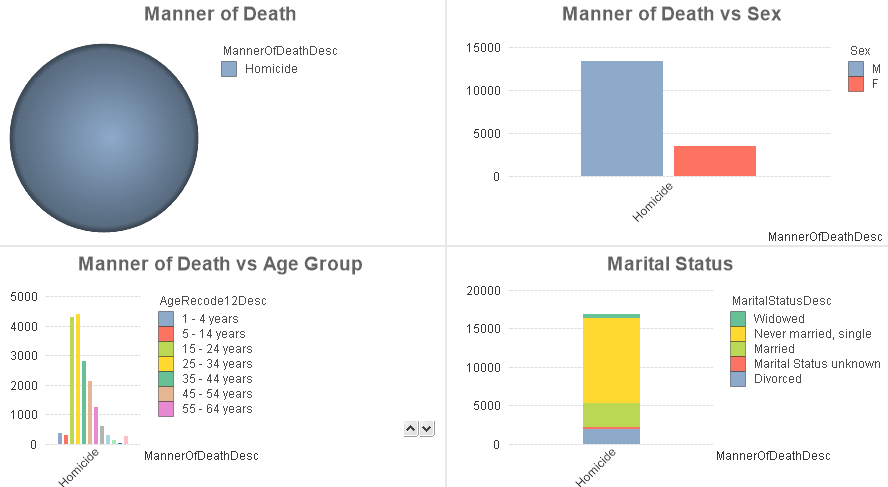 Manner of Death
MannerOfDeathDesc
Homicide
Manner of Death vs Sex
15000
10000
5000
0
Homicide
MannerOfDeathDesc
Sex
M
F
Manner of Death vs Age Group
5000
4000
3000
2000
1000
0
Homicide
MannerOfDeathDesc
AgeRecode12Desc
1 - 4 years
5 - 14 years
15 - 24 years
25 - 34 years
35 - 44 years
45 - 54 years
55 - 64 years
Marital Status
20000
15000
10000
5000
0
Homicide
MannerOfDeathDesc
MaritalStatusDesc
Widowed
Never married, single
Married
Marital Status unknown
Divorced